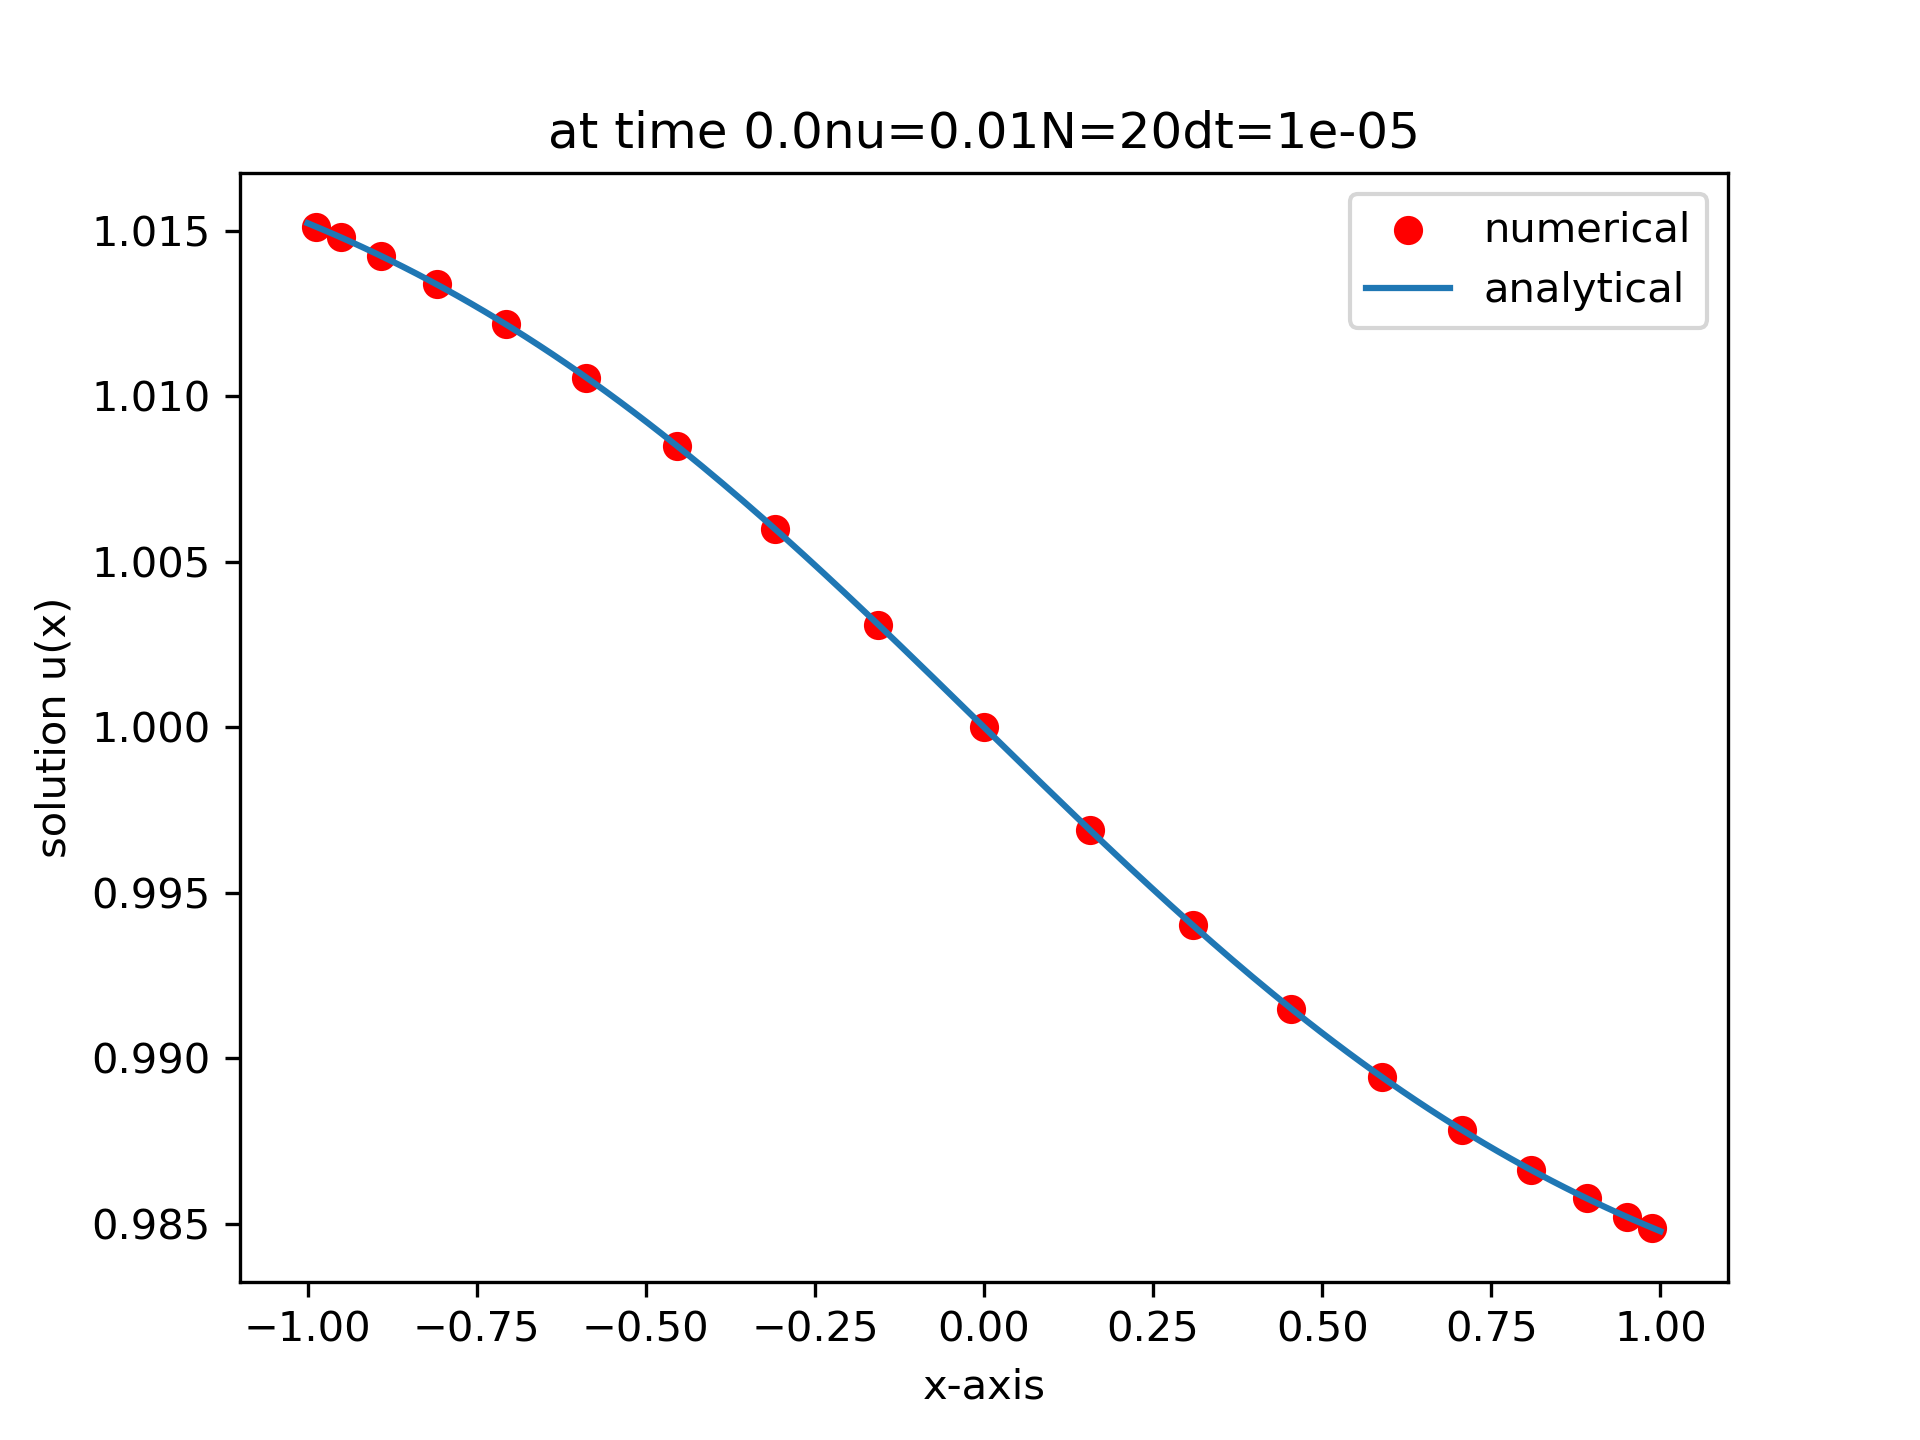 at time 0.0nu=0.01N=20dt=1e-05
numerical
analytical
1.015
1.010
1.005
1.000
0.995
0.990
0.985
solution u(x)
−1.00 −0.75 −0.50 −0.25 0.00 0.25 0.50 0.75 1.00
x-axis